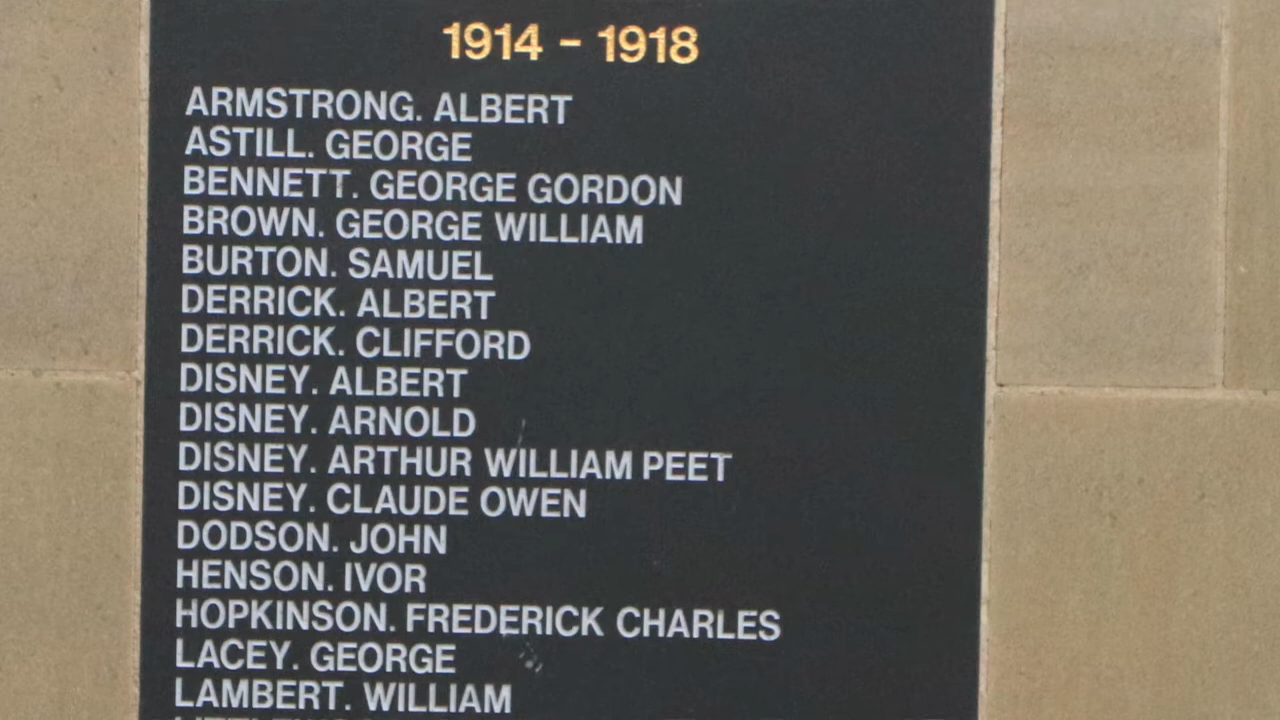 1914 - 1918
ARMSTRONG. ALBERT
ASTILL. GEORGE
BENNETT. GEORGE GORDON
BROWN. GEORGE WILLIAM
BURTON. SAMUEL
DERRICK. ALBERT
DERRICK. CLIFFORD
DISNEY. ALBERT
DISNEY. ARNOLD
DISNEY. ARTHUR WILLIAM PEET
DISNEY. CLAUDE OWEN
DODSON. JOHN
HENSON. IVOR
HOPKINSON. FREDERICK CHARLES
LACEY. GEORGE
LAMBERT. WILLIAM